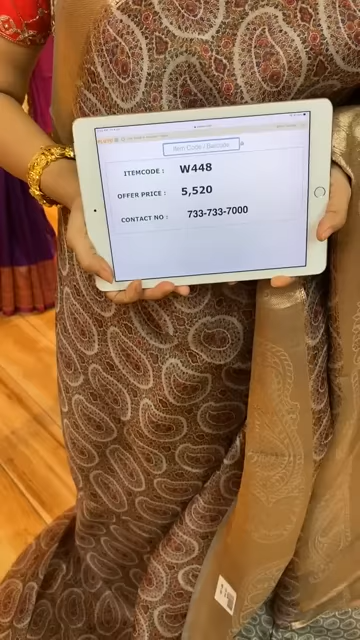 Item Code / Barcode
ITEMCODE : W448
OFFER PRICE : 5,520
CONTACT NO : 733-733-7000